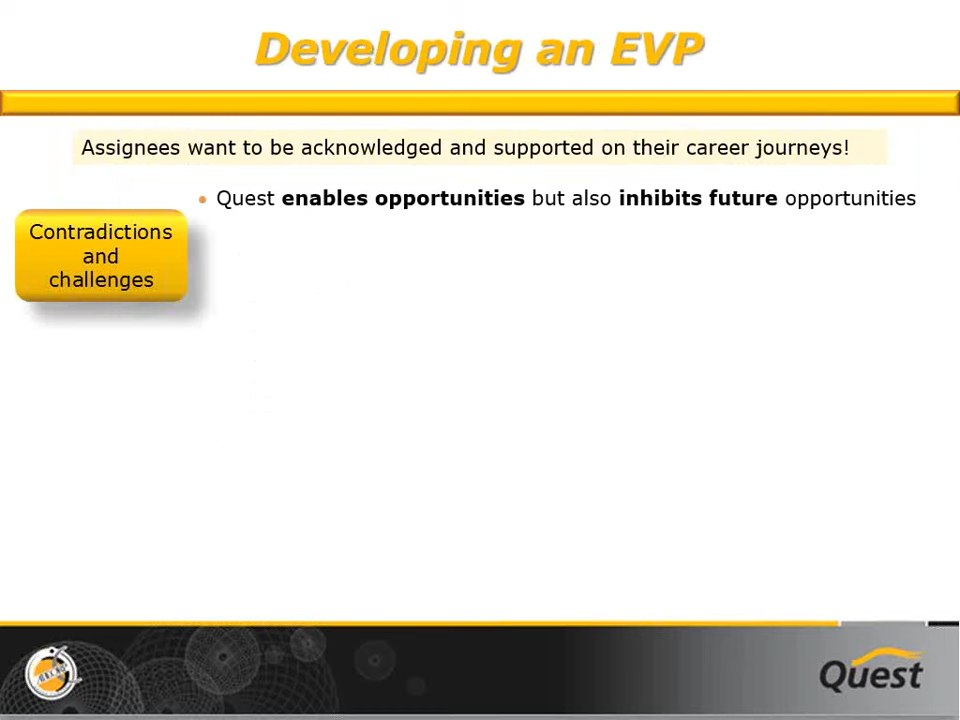 Developing an EVP
Assignees want to be acknowledged and supported on their career journeys!
• Quest enables opportunities but also inhibits future opportunities
Contradictions
and
challenges
Quest